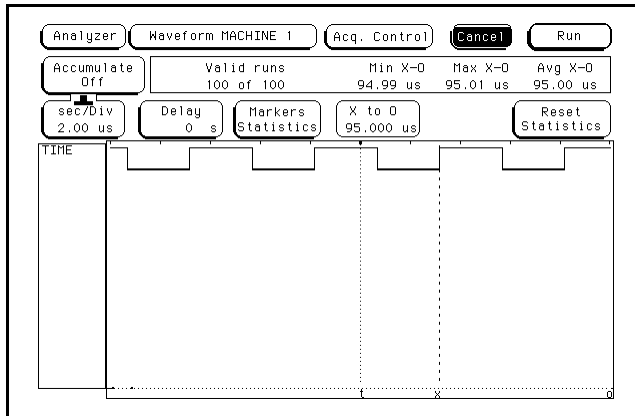 Analyzer Waveform MACHINE 1 Acq. Control Cancel Run
Accumulate Off
Valid runs 100 of 100
Min X-O 94.99 us
Max X-O 95.01 us
Avg X-O 95.00 us
sec/Div 2.00 us
Delay 0 s
Markers Statistics
X to O 95.000 us
Reset Statistics
TIME
t X O